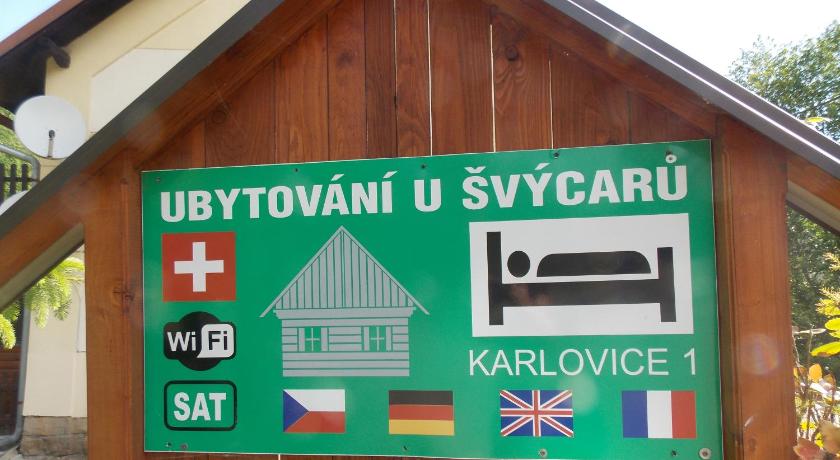 UBYTOVÁNÍ U ŠVÝCARŮ
WiFi
KARLOVICE 1
SAT